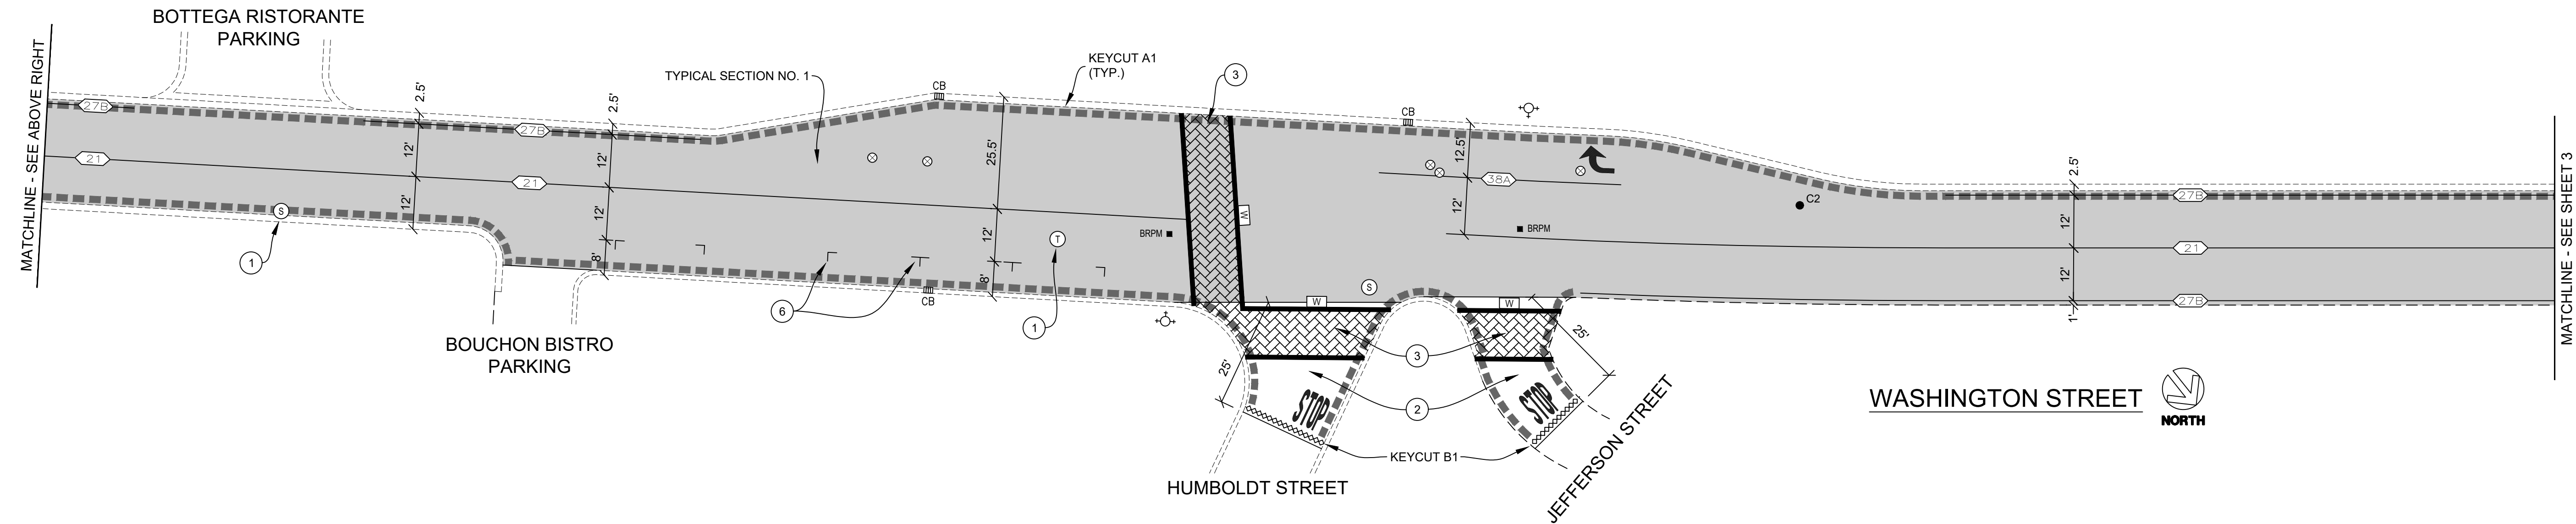 BOTTEGA RISTORANTE
PARKING
MATCHLINE - SEE ABOVE RIGHT
TYPICAL SECTION NO. 1
KEYCUT A1
(TYP.)
3
CB
CB
27B
27B
2.5'
2.5'
12'
12'
12'
12'
8'
21
21
S
1
25.5'
12'
8'
T
1
6
CB
BRPM
W
12.5'
12'
38A
BRPM
C2
S
W
W
2.5'
12'
12'
1'
27B
21
27B
MATCHLINE - SEE SHEET 3
BOUCHON BISTRO
PARKING
25'
25'
3
2
STOP
STOP
KEYCUT B1
HUMBOLDT STREET
JEFFERSON STREET
WASHINGTON STREET
NORTH